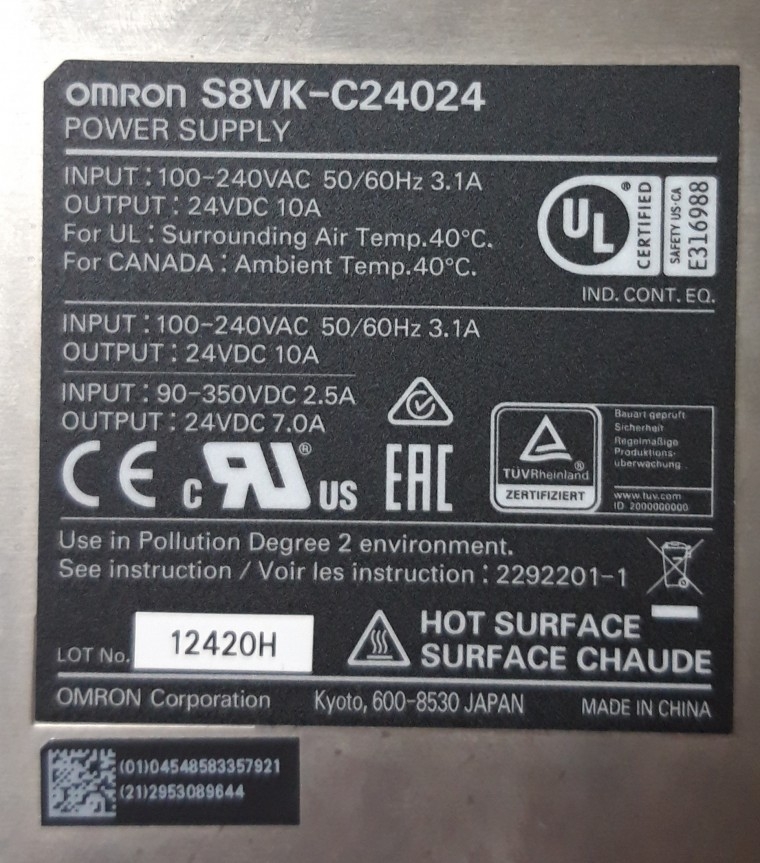 OMRON S8VK-C24024
POWER SUPPLY
INPUT : 100-240VAC 50/60Hz 3.1A
OUTPUT : 24VDC 10A
For UL : Surrounding Air Temp.40°C.
For CANADA : Ambient Temp.40°C.
UL ®
CERTIFIED
SAFETY US·CA
E316988
IND. CONT. EQ.
INPUT : 100-240VAC 50/60Hz 3.1A
OUTPUT : 24VDC 10A
INPUT : 90-350VDC 2.5A
OUTPUT : 24VDC 7.0A
CE c RU ® US EAC
TÜVRheinland ®
ZERTIFIZIERT
Bauart geprüft
Sicherheit
Regelmäßige
Produktions-
überwachung
www.tuv.com
ID 2000000000
Use in Pollution Degree 2 environment.
See instruction / Voir les instruction : 2292201-1
LOT No. 12420H
HOT SURFACE
SURFACE CHAUDE
OMRON Corporation Kyoto, 600-8530 JAPAN MADE IN CHINA
(01)04548583357921
(21)2953089644